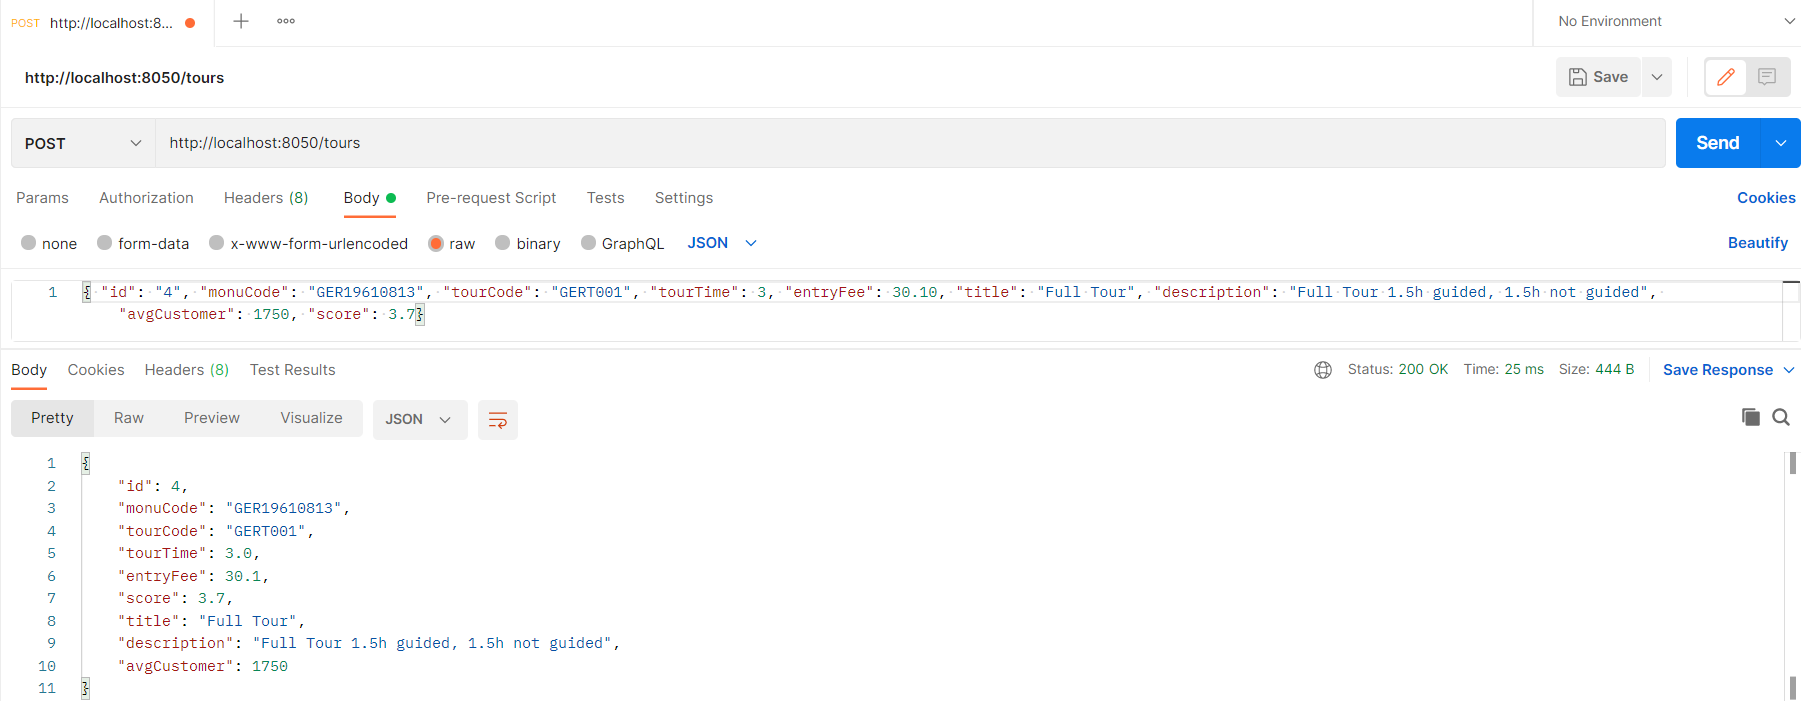 POST http://localhost:8... No Environment
http://localhost:8050/tours Save
POST http://localhost:8050/tours Send
Params Authorization Headers (8) Body Pre-request Script Tests Settings Cookies
none form-data x-www-form-urlencoded raw binary GraphQL JSON Beautify
1 { "id": "4", "monuCode": "GER19610813", "tourCode": "GERT001", "tourTime": 3, "entryFee": 30.10, "title": "Full Tour", "description": "Full Tour 1.5h guided, 1.5h not guided",
"avgCustomer": 1750, "score": 3.7}
Body Cookies Headers (8) Test Results Status: 200 OK Time: 25 ms Size: 444 B Save Response
Pretty Raw Preview Visualize JSON
1 {
2 "id": 4,
3 "monuCode": "GER19610813",
4 "tourCode": "GERT001",
5 "tourTime": 3.0,
6 "entryFee": 30.1,
7 "score": 3.7,
8 "title": "Full Tour",
9 "description": "Full Tour 1.5h guided, 1.5h not guided",
10 "avgCustomer": 1750
11 }